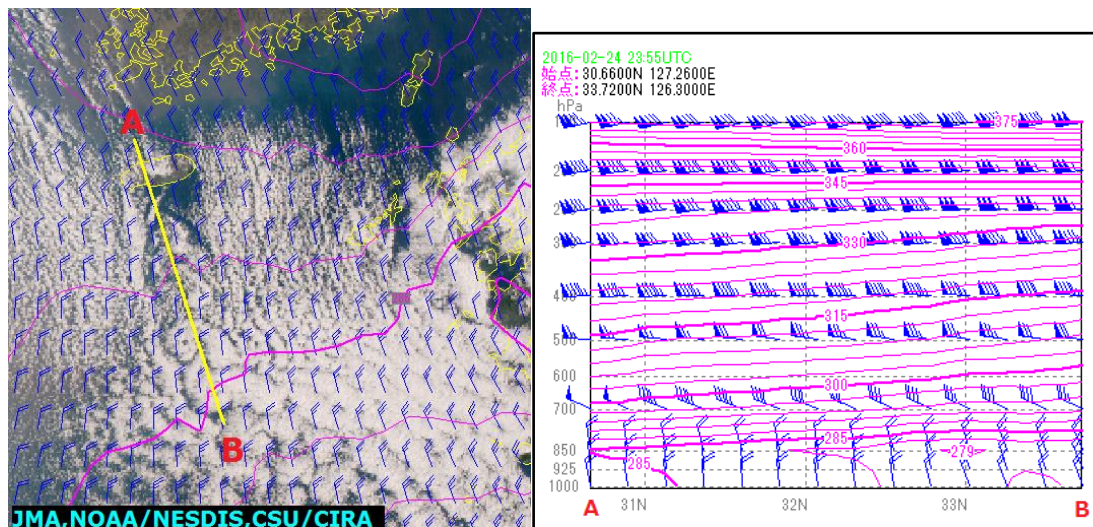 A
B
JMA,NOAA/NESDIS,CSU/CIRA
2016-02-24 23:55UTC
始点:30.6600N 127.2600E
終点:33.7200N 126.3000E
hPa
375
360
345
330
400
315
500
600
300
700
285
850
279
925
285
1000
A
31N
32N
33N
B